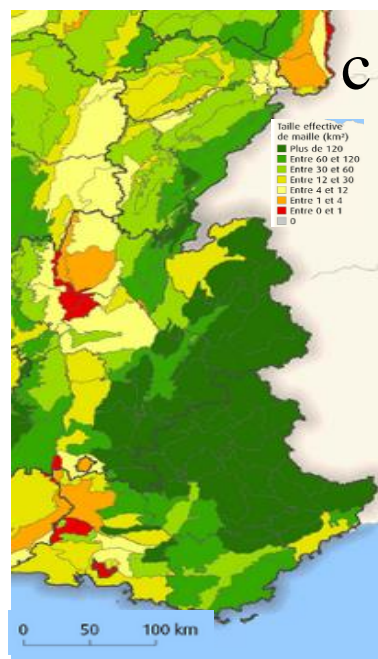 C
Taille effective
de maille (km²)
Plus de 120
Entre 60 et 120
Entre 30 et 60
Entre 12 et 30
Entre 4 et 12
Entre 1 et 4
Entre 0 et 1
0
0 50 100 km